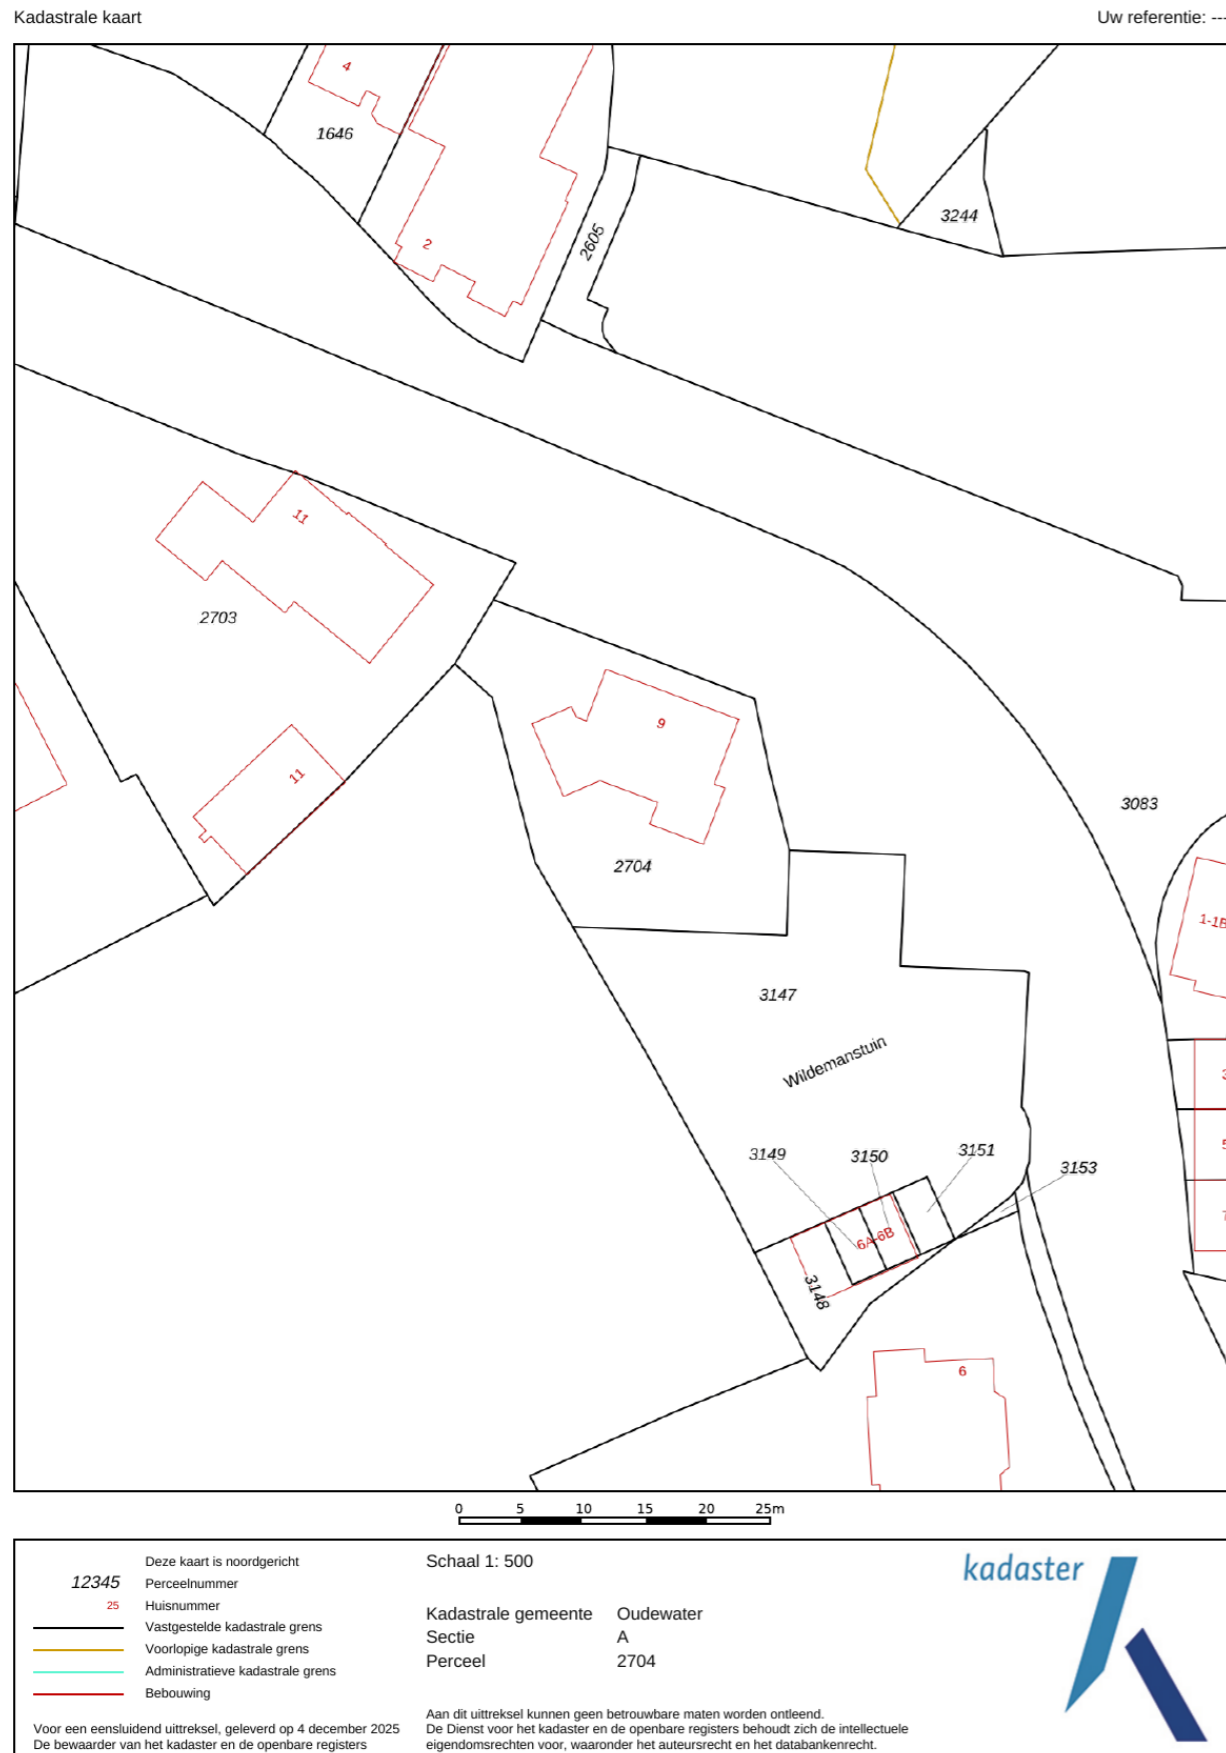 Kadastrale kaart
Uw referentie: ---
4
1646
2
2605
3244
11
2703
11
9
2704
3083
1-1B
3147
Wildemanstuin
3149
3150
3151
3153
6A-6B
3148
3
5
7
6
0 5 10 15 20 25m
Deze kaart is noordgericht
12345 Perceelnummer
25 Huisnummer
Vastgestelde kadastrale grens
Voorlopige kadastrale grens
Administratieve kadastrale grens
Bebouwing
Voor een eensluidend uittreksel, geleverd op 4 december 2025
De bewaarder van het kadaster en de openbare registers
Schaal 1: 500
Kadastrale gemeente Oudewater
Sectie A
Perceel 2704
Aan dit uittreksel kunnen geen betrouwbare maten worden ontleend.
De Dienst voor het kadaster en de openbare registers behoudt zich de intellectuele
eigendomsrechten voor, waaronder het auteursrecht en het databankenrecht.
kadaster